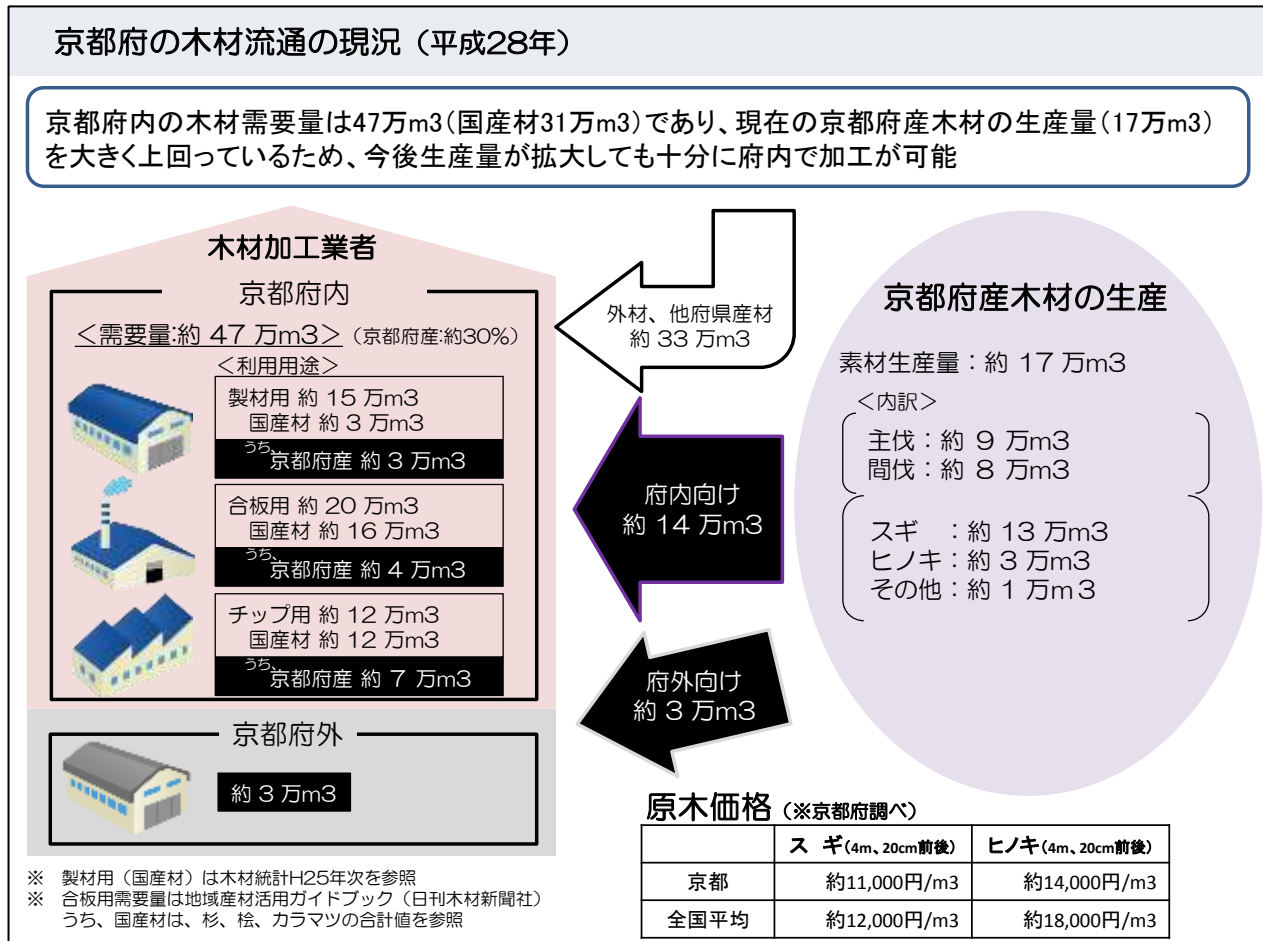 京都府の木材流通の現況（平成28年）
京都府内の木材需要量は47万m3(国産材31万m3)であり、現在の京都府産木材の生産量(17万m3)
を大きく上回っているため、今後生産量が拡大しても十分に府内で加工が可能
木材加工業者
京都府内
＜需要量:約 47 万m3＞（京都府産:約30%）
＜利用用途＞
製材用 約 15 万m3
国産材 約 3 万m3
うち、京都府産 約 3 万m3
合板用 約 20 万m3
国産材 約 16 万m3
うち、京都府産 約 4 万m3
チップ用 約 12 万m3
国産材 約 12 万m3
うち、京都府産 約 7 万m3
京都府外
約 3 万m3
外材、他府県産材
約 33 万m3
府内向け
約 14 万m3
府外向け
約 3 万m3
京都府産木材の生産
素材生産量：約 17 万m3
＜内訳＞
主伐：約 9 万m3
間伐：約 8 万m3
スギ ：約 13 万m3
ヒノキ：約 3 万m3
その他：約 1 万ｍ３
原木価格（※京都府調べ）
ス ギ(4m、20cm前後) ヒノキ(4m、20cm前後)
京都 約11,000円/m3 約14,000円/m3
全国平均 約12,000円/m3 約18,000円/m3
※ 製材用（国産材）は木材統計H25年次を参照
※ 合板用需要量は地域産材活用ガイドブック（日刊木材新聞社）
うち、国産材は、杉、桧、カラマツの合計値を参照